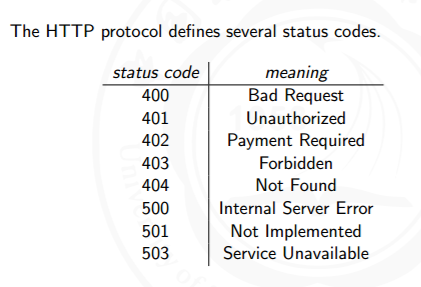 The HTTP protocol defines several status codes.
status code meaning
400 Bad Request
401 Unauthorized
402 Payment Required
403 Forbidden
404 Not Found
500 Internal Server Error
501 Not Implemented
503 Service Unavailable